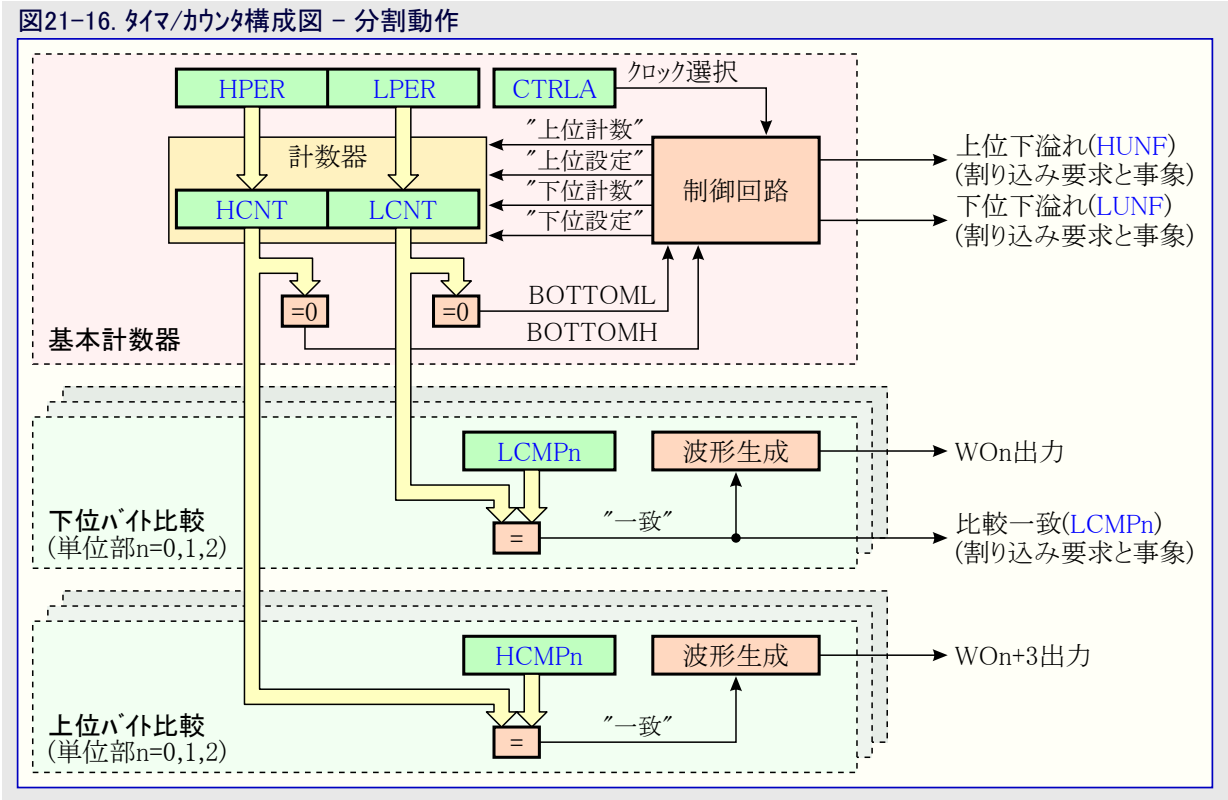 図21-16. ﾀｲﾏ/ｶｳﾝﾀ構成図 - 分割動作
HPER
LPER
CTRLA
ｸﾛｯｸ選択
計数器
"上位計数"
"上位設定"
"下位計数"
"下位設定"
制御回路
HCNT
LCNT
上位下溢れ(HUNF)
(割り込み要求と事象)
下位下溢れ(LUNF)
(割り込み要求と事象)
=0
=0
BOTTOML
BOTTOMH
基本計数器
LCMPn
波形生成
WOn出力
下位ﾊﾞｲﾄ比較
(単位部n=0,1,2)
=
"一致"
比較一致(LCMPn)
(割り込み要求と事象)
HCMPn
波形生成
WOn+3出力
上位ﾊﾞｲﾄ比較
(単位部n=0,1,2)
=
"一致"